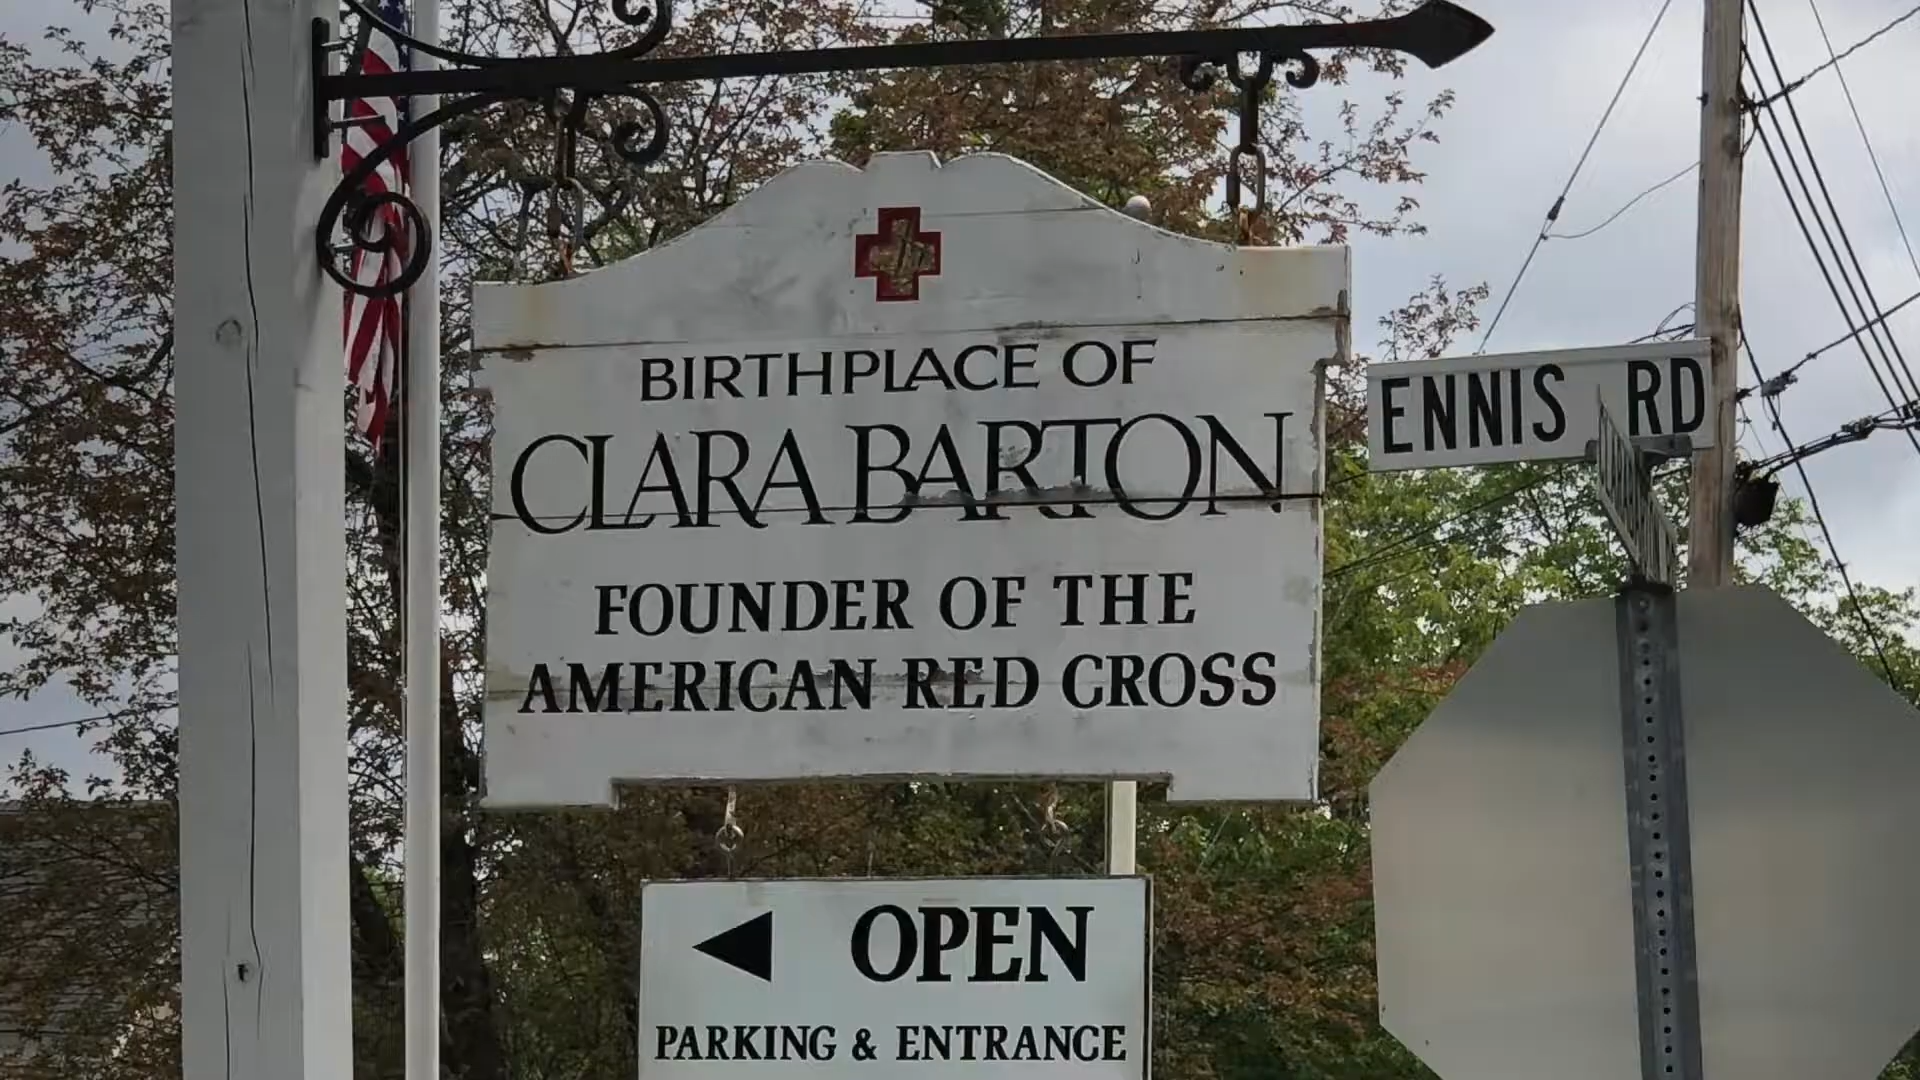 BIRTHPLACE OF
CLARA BARTON
FOUNDER OF THE
AMERICAN RED CROSS
ENNIS RD
OPEN
PARKING & ENTRANCE